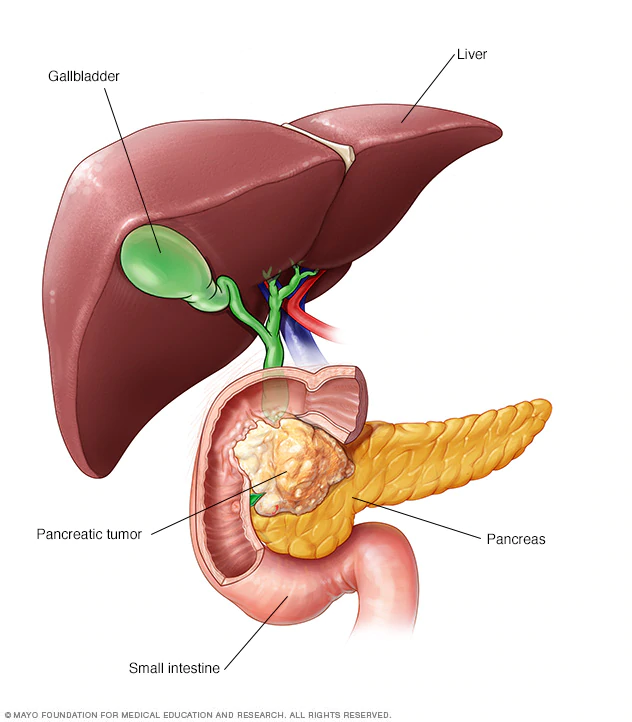 Liver
Gallbladder
Pancreatic tumor
Pancreas
Small intestine
© MAYO FOUNDATION FOR MEDICAL EDUCATION AND RESEARCH. ALL RIGHTS RESERVED.